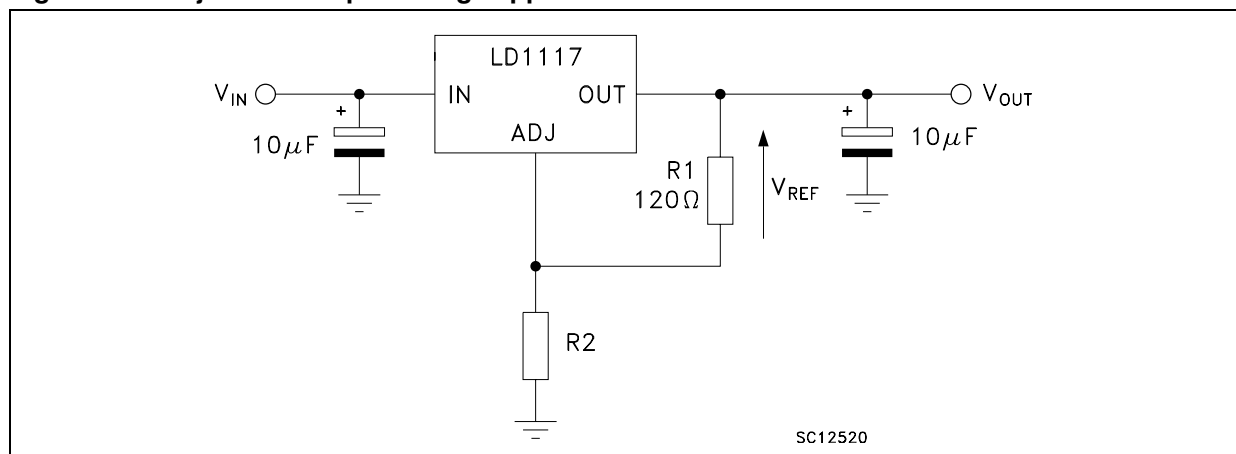 LD1117
V_IN
IN
OUT
V_OUT
+
10μF
ADJ
R1
120Ω
V_REF
+
10μF
R2
SC12520